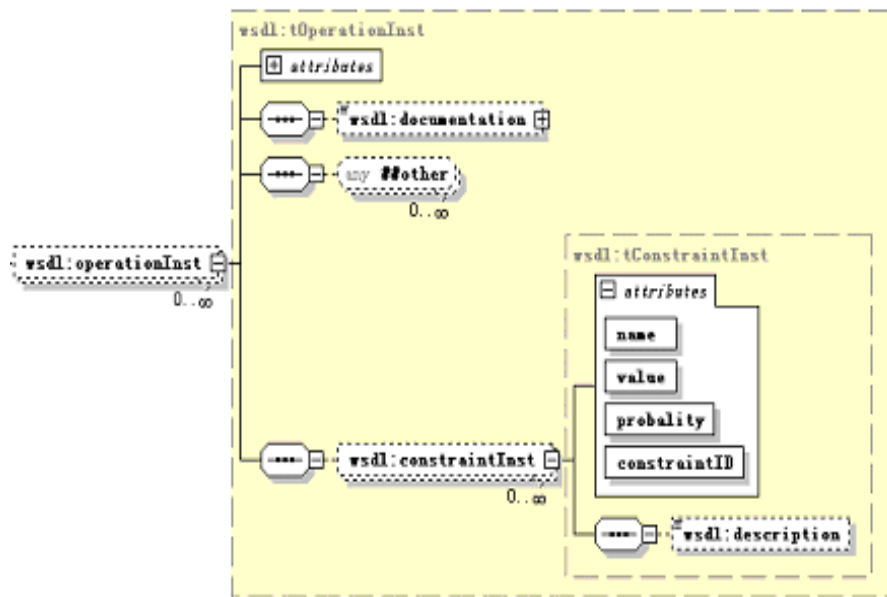 wsdl:tOperationInst
attributes
wsdl:documentation
any ##other
0..∞
wsdl:operationInst
0..∞
wsdl:tConstraintInst
attributes
name
value
probality
constraintID
wsdl:constraintInst
0..∞
wsdl:description